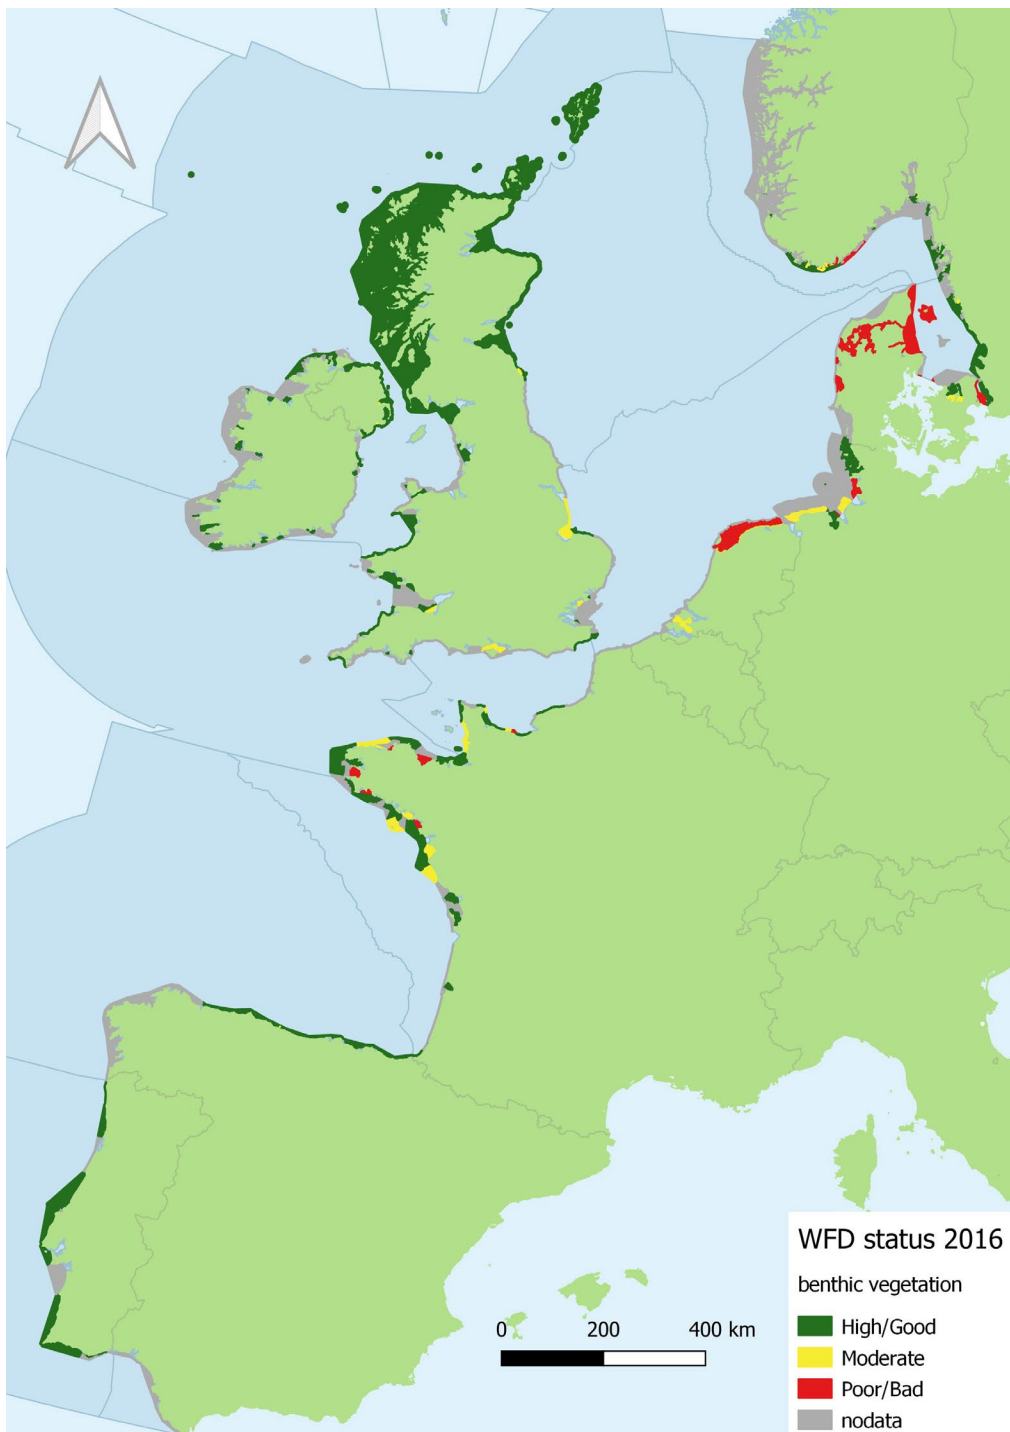 WFD status 2016
benthic vegetation
High/Good
Moderate
Poor/Bad
nodata
0 200 400 km